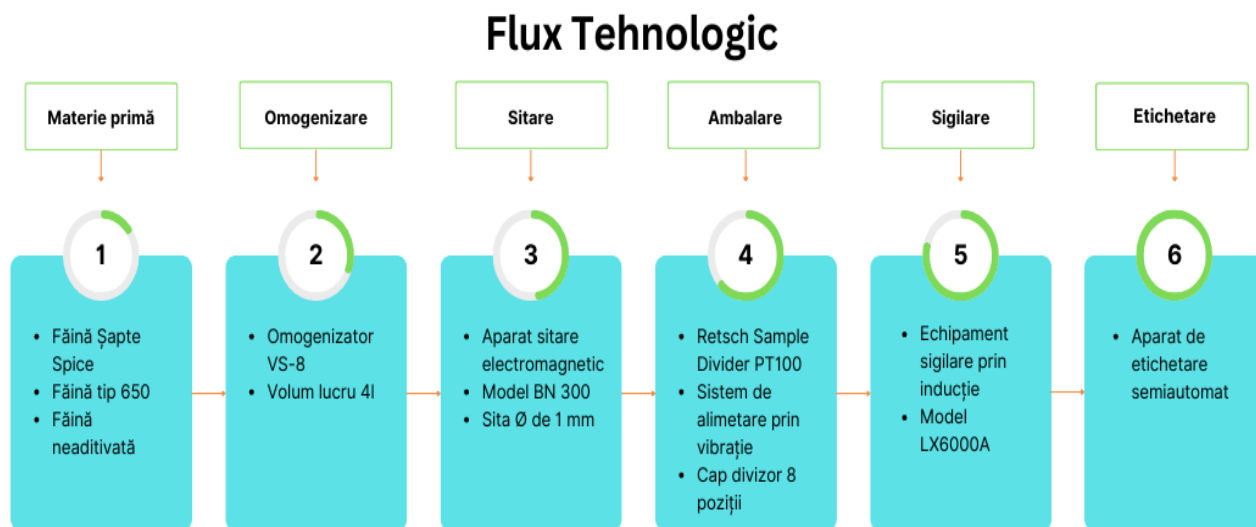 Flux Tehnologic
Materie primă
Omogenizare
Sitare
Ambalare
Sigilare
Etichetare
1
• Făină Șapte
Spice
• Făină tip 650
• Făină
neaditivată
2
• Omogenizator
VS-8
• Volum lucru 4l
3
• Aparat sitare
electromagnetic
• Model BN 300
• Sita Ø de 1 mm
4
• Retsch Sample
Divider PT100
• Sistem de
alimetare prin
vibrație
• Cap divizor 8
poziții
5
• Echipament
sigilare prin
inducție
• Model
LX6000A
6
• Aparat de
etichetare
semiautomat